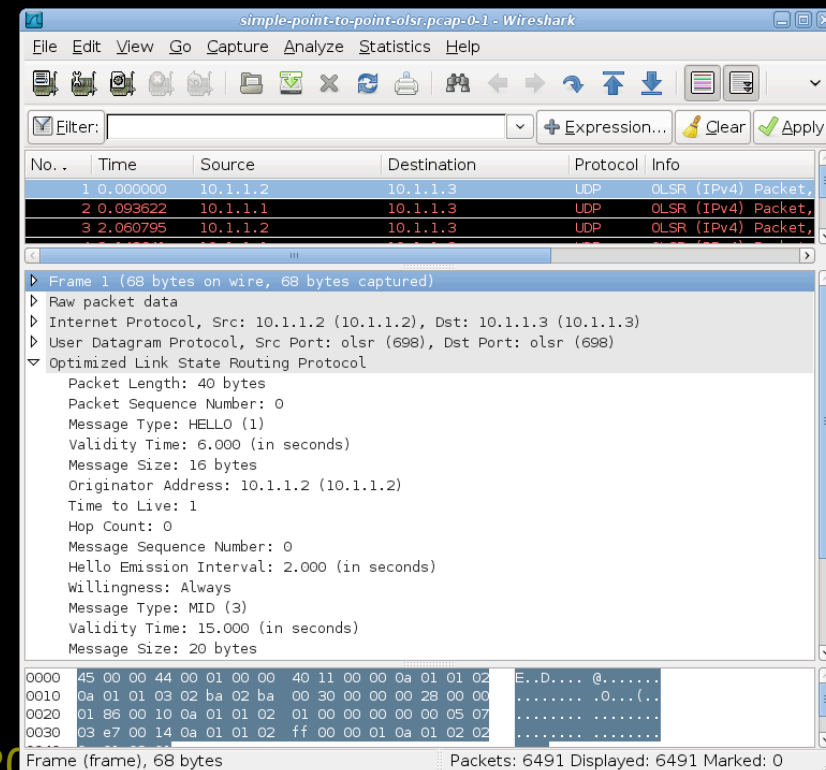 simple-point-to-point-olsr.pcap-0-1 - Wireshark
File Edit View Go Capture Analyze Statistics Help
Filter: Expression... Clear Apply
No. . Time Source Destination Protocol Info
1 0.000000 10.1.1.2 10.1.1.3 UDP OLSR (IPv4) Packet,
2 0.093622 10.1.1.1 10.1.1.3 UDP OLSR (IPv4) Packet,
3 2.060795 10.1.1.2 10.1.1.3 UDP OLSR (IPv4) Packet,
Frame 1 (68 bytes on wire, 68 bytes captured)
Raw packet data
Internet Protocol, Src: 10.1.1.2 (10.1.1.2), Dst: 10.1.1.3 (10.1.1.3)
User Datagram Protocol, Src Port: olsr (698), Dst Port: olsr (698)
Optimized Link State Routing Protocol
Packet Length: 40 bytes
Packet Sequence Number: 0
Message Type: HELLO (1)
Validity Time: 6.000 (in seconds)
Message Size: 16 bytes
Originator Address: 10.1.1.2 (10.1.1.2)
Time to Live: 1
Hop Count: 0
Message Sequence Number: 0
Hello Emission Interval: 2.000 (in seconds)
Willingness: Always
Message Type: MID (3)
Validity Time: 15.000 (in seconds)
Message Size: 20 bytes
0000 45 00 00 44 00 01 00 00 40 11 00 00 0a 01 01 02 E..D.... @.......
0010 0a 01 01 03 02 ba 02 ba 00 30 00 00 00 28 00 00 ........ .0...(..
0020 01 86 00 10 0a 01 01 02 01 00 00 00 00 00 05 07 ........ ........
0030 03 e7 00 14 0a 01 01 02 ff 00 00 01 0a 01 02 02 ........ ........
Frame (frame), 68 bytes Packets: 6491 Displayed: 6491 Marked: 0